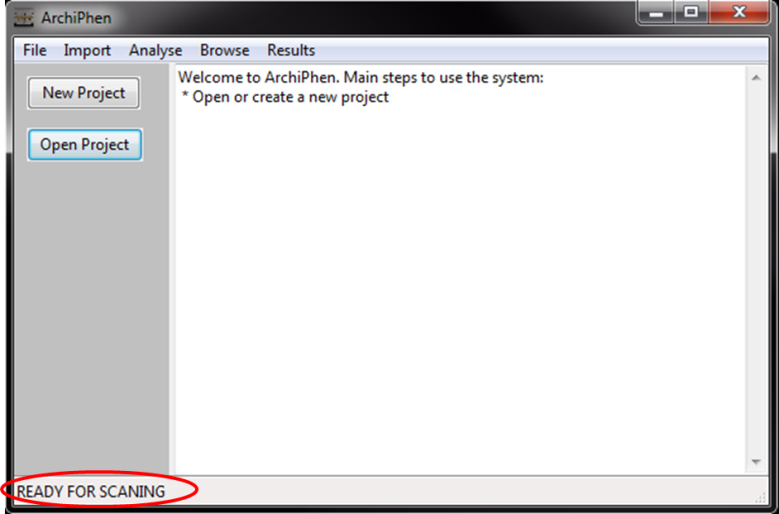 ArchiPhen
File Import Analyse Browse Results
New Project
Open Project
Welcome to ArchiPhen. Main steps to use the system:
* Open or create a new project
READY FOR SCANING